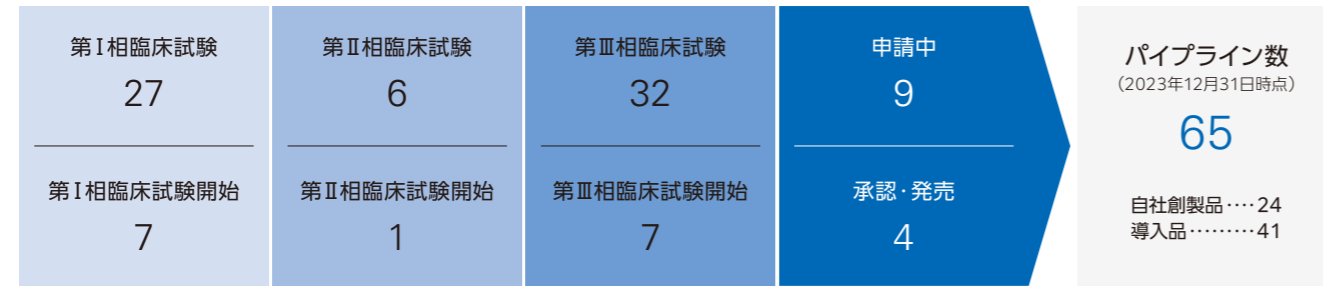 第Ⅰ相臨床試験
27
第Ⅰ相臨床試験開始
7
第Ⅱ相臨床試験
6
第Ⅱ相臨床試験開始
1
第Ⅲ相臨床試験
32
第Ⅲ相臨床試験開始
7
申請中
9
承認・発売
4
パイプライン数
（2023年12月31日時点）
65
自社創製品‥‥24
導入品‥‥‥‥‥41